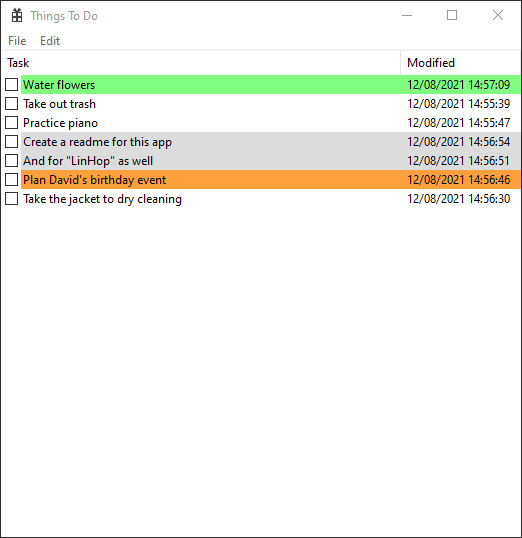 Things To Do
File Edit
Task Modified
Water flowers 12/08/2021 14:57:09
Take out trash 12/08/2021 14:55:39
Practice piano 12/08/2021 14:55:47
Create a readme for this app 12/08/2021 14:56:54
And for "LinHop" as well 12/08/2021 14:56:51
Plan David's birthday event 12/08/2021 14:56:46
Take the jacket to dry cleaning 12/08/2021 14:56:30